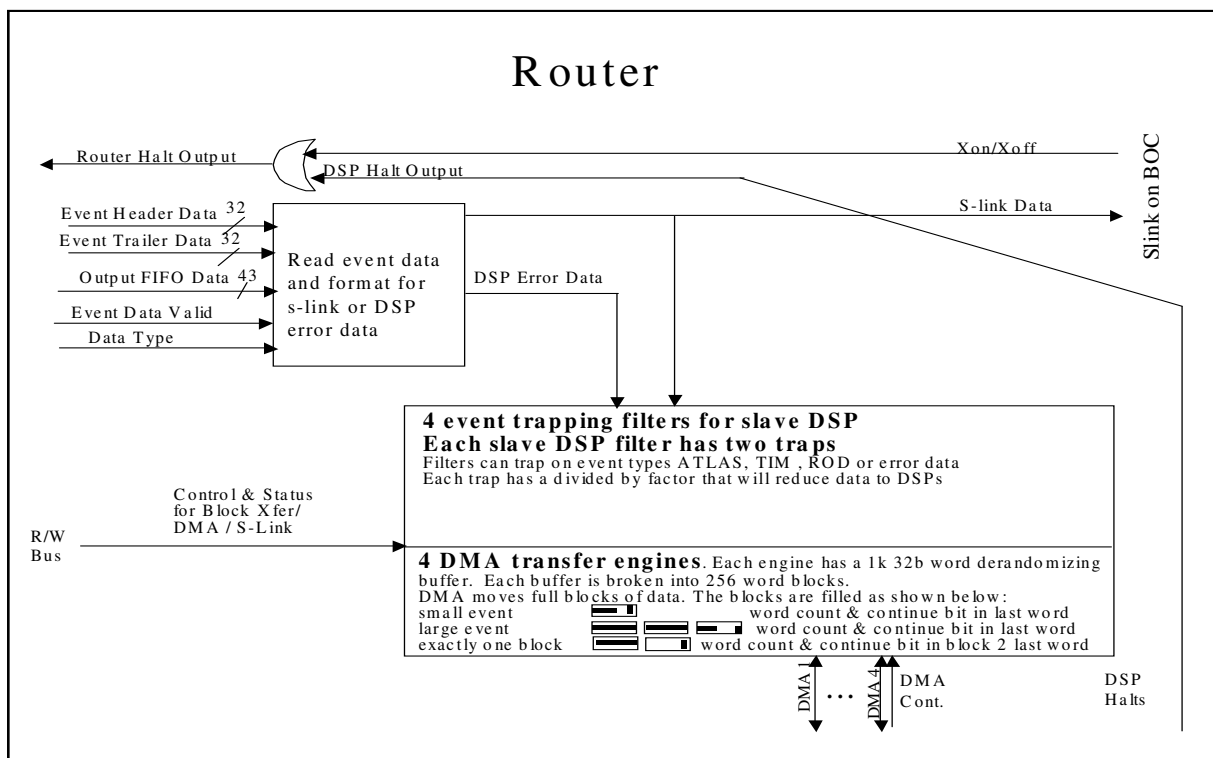 Router
Router Halt Output
Xon/Xoff
DSP Halt Output
Slink on BOC
Event Header Data 32
S-link Data
Event Trailer Data 32
Output FIFO Data 43
Event Data Valid
Data Type
Read event data
and format for
s-link or DSP
error data
DSP Error Data
4 event trapping filters for slave DSP
Each slave DSP filter has two traps
Filters can trap on event types ATLAS, TIM , ROD or error data
Each trap has a divided by factor that will reduce data to DSPs
Control & Status
for Block Xfer/
DMA / S-Link
R/W
Bus
4 DMA transfer engines. Each engine has a 1k 32b word derandomizing
buffer. Each buffer is broken into 256 word blocks.
DMA moves full blocks of data. The blocks are filled as shown below:
small event word count & continue bit in last word
large event word count & continue bit in last word
exactly one block word count & continue bit in block 2 last word
DMA 1
...
DMA 4
DMA
Cont.
DSP
Halts